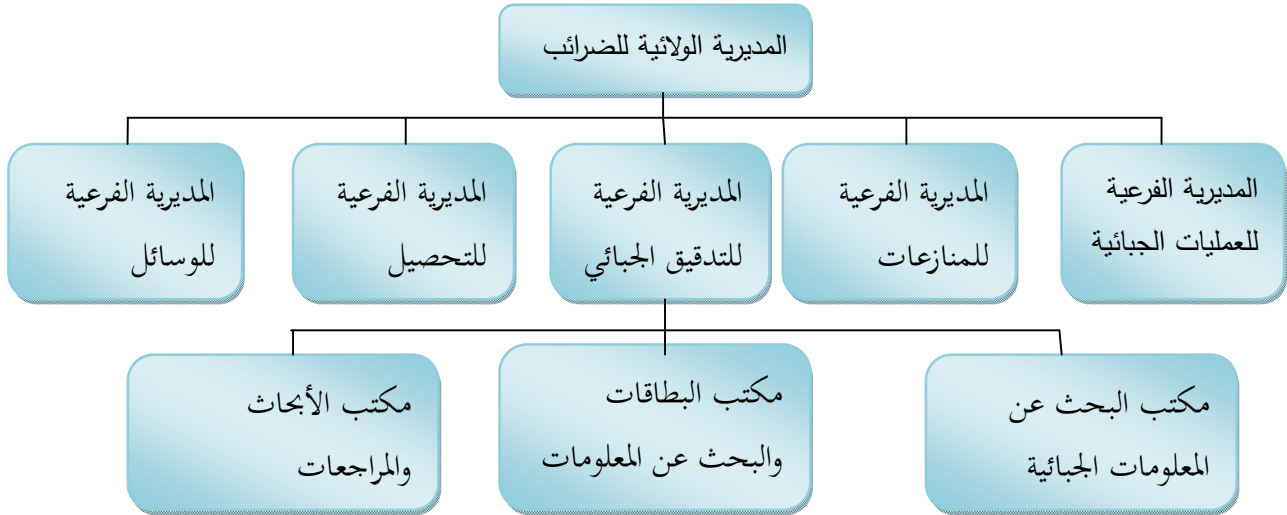 المديرية الولائية للضرائب
المديرية الفرعية
للعمليات الجبائية
المديرية الفرعية
للمنازعات
المديرية الفرعية
للتدقيق الجبائي
المديرية الفرعية
للتحصيل
المديرية الفرعية
للوسائل
مكتب البحث عن
المعلومات الجبائية
مكتب البطاقات
والبحث عن المعلومات
مكتب الأبحاث
والمراجعات